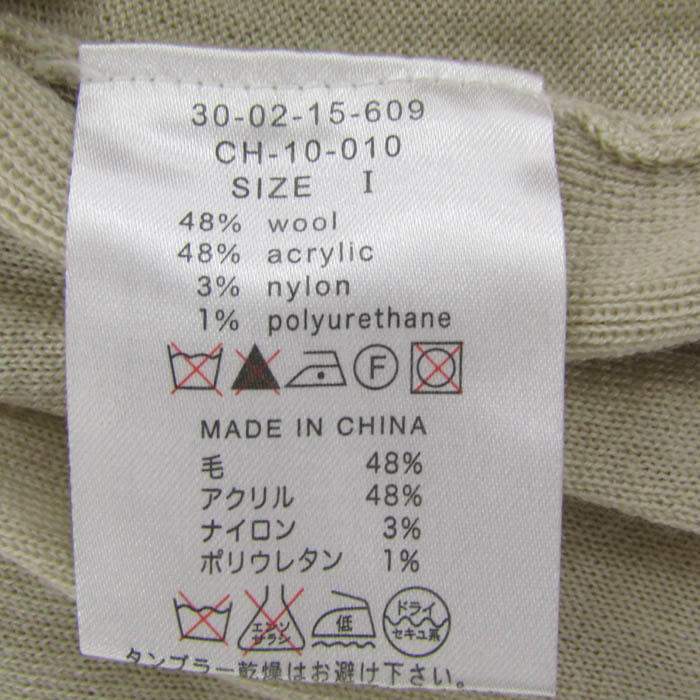 30-02-15-609
CH-10-010
SIZE I
48% wool
48% acrylic
3% nylon
1% polyurethane
F
MADE IN CHINA
毛 48%
アクリル 48%
ナイロン 3%
ポリウレタン 1%
エンソ サラシ 低 ドライ セキユ系
タンブラー乾燥はお避け下さい。